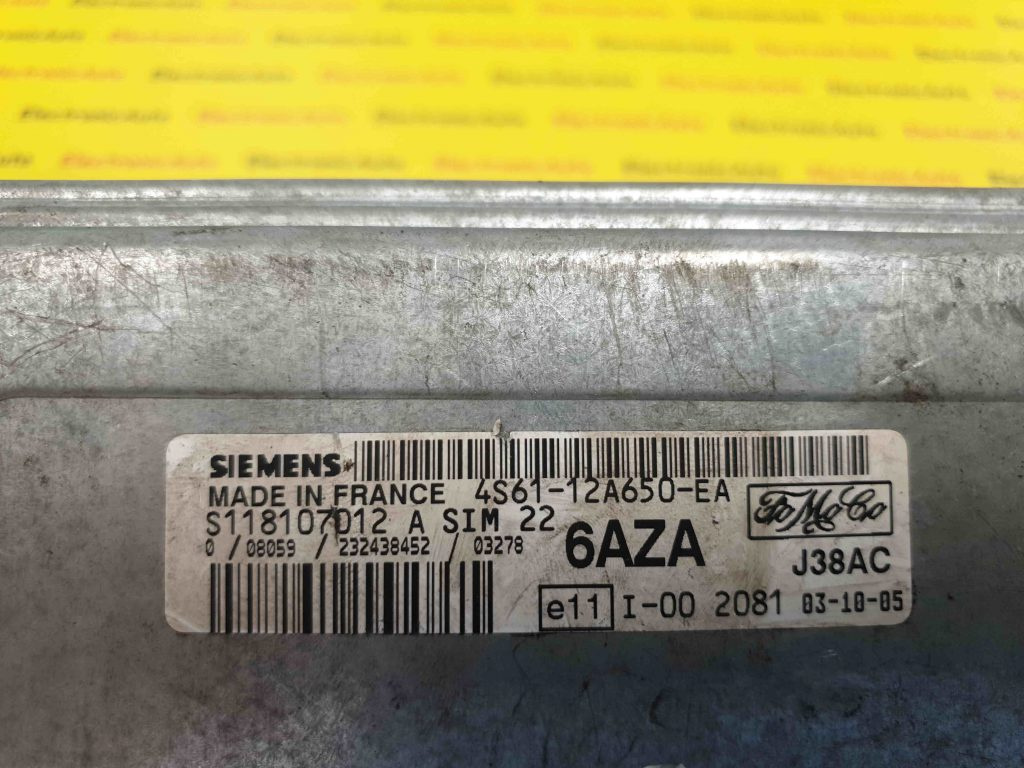 SIEMENS
MADE IN FRANCE 4S61-12A650-EA
S118107012 A SIM 22
FoMoCo
0 / 08059 / 232438452 / 03278
6AZA
J38AC
e11 I-00 2081 03-10-05